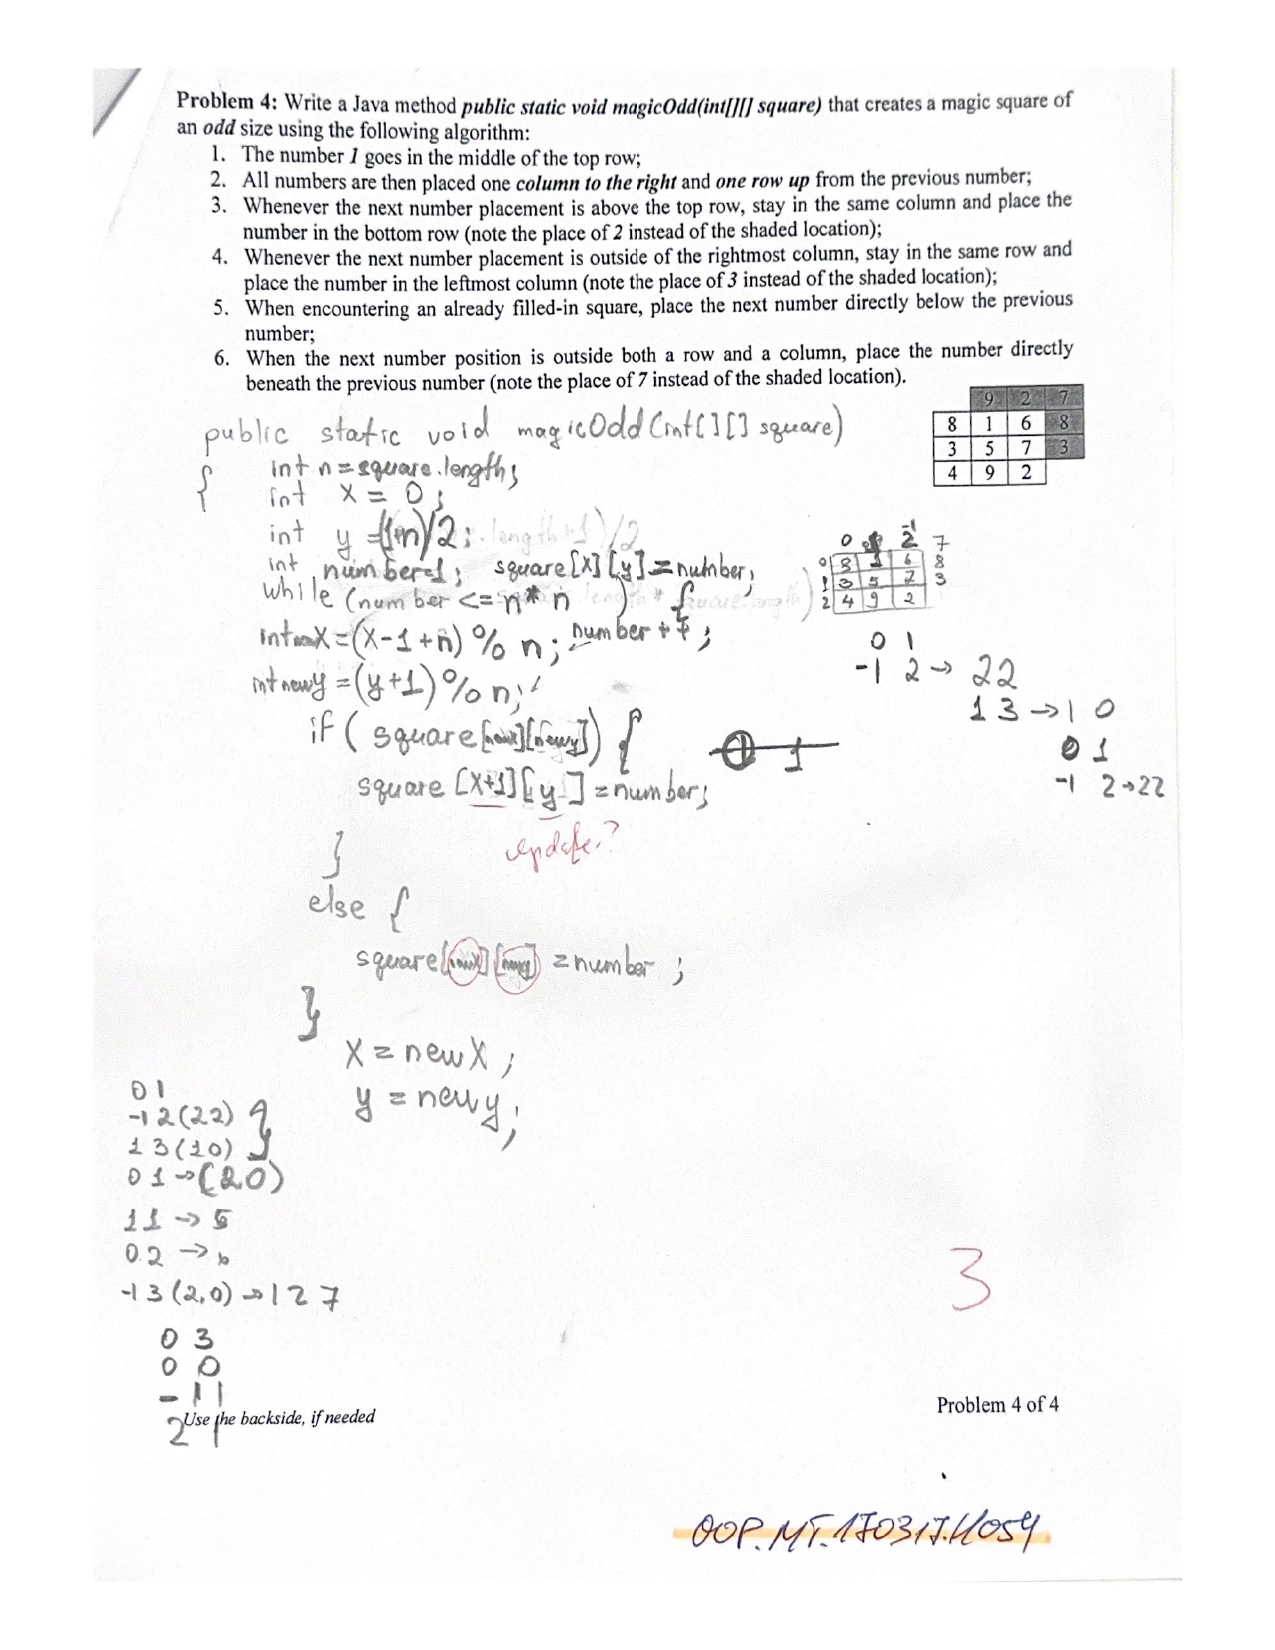 Problem 4: Write a Java method public static void magicOdd(int[][] square) that creates a magic square of
an odd size using the following algorithm:
1. The number 1 goes in the middle of the top row;
2. All numbers are then placed one column to the right and one row up from the previous number;
3. Whenever the next number placement is above the top row, stay in the same column and place the
number in the bottom row (note the place of 2 instead of the shaded location);
4. Whenever the next number placement is outside of the rightmost column, stay in the same row and
place the number in the leftmost column (note the place of 3 instead of the shaded location);
5. When encountering an already filled-in square, place the next number directly below the previous
number;
6. When the next number position is outside both a row and a column, place the number directly
beneath the previous number (note the place of 7 instead of the shaded location).
9 2 7
8 1 6 8
3 5 7 3
4 9 2
public static void magicOdd(int[][] square)
{ int n=square.length;
int x = 0;
int y = (n)/2;
int number=1; square[x][y]=number;
while (number <= n*n ) {
int newX=(x-1+n) % n; number++;
int newy=(y+1)%n;
if ( square[newX][newy]) {
square [x+1][y]=number;
update?
}
else {
square[newX][newy] = number ;
}
x = newX ;
y = newy ;
-1
0 1 2 7
0 8 1 6 8
1 3 5 7 3
2 4 9 2
0 1
-1 2 → 22
1 3 → 1 0
0 1
-1 2→22
0 1
0 1
-1 2 (22)
1 3 (10)
0 1 → (20)
1 1 → 5
0 2 → 6
-1 3 (2,0) → 1 2 7
0 3
0 0
-1 1
2 1
3
Use the backside, if needed
Problem 4 of 4
OOP.MT.170317.H054